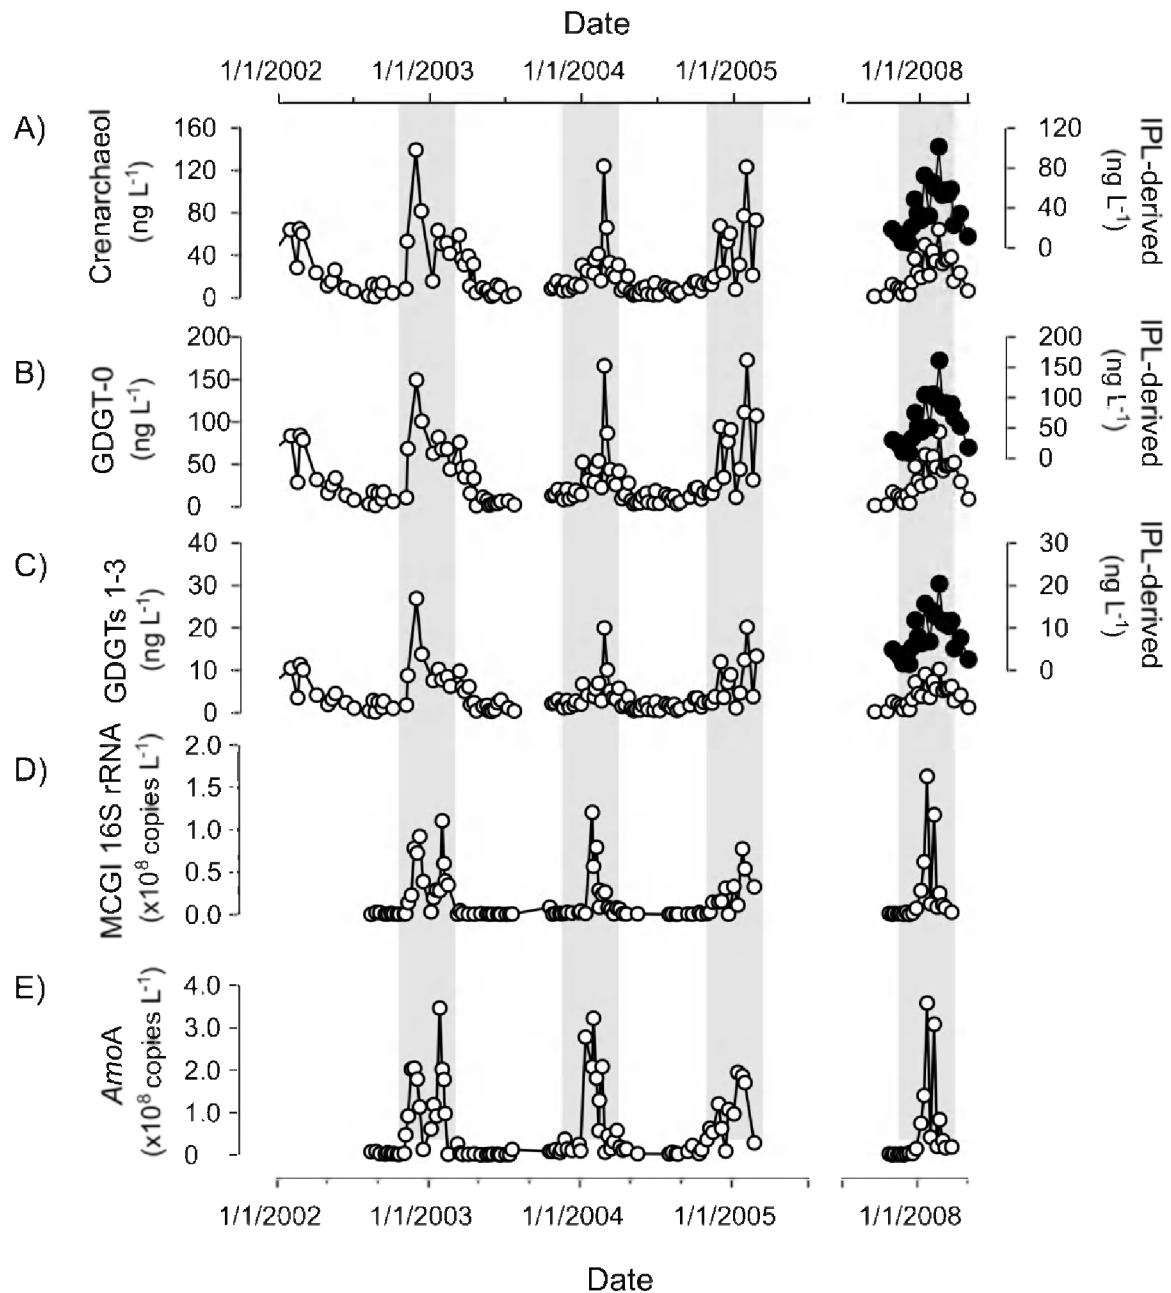 Date
1/1/2002 1/1/2003 1/1/2004 1/1/2005 1/1/2008
A)
Crenarchaeol
(ng L-1)
160
120
80
40
0
120
80
40
0
IPL-derived
(ng L-1)
B)
GDGT-0
(ng L-1)
200
150
100
50
0
200
150
100
50
0
IPL-derived
(ng L-1)
C)
GDGTs 1-3
(ng L-1)
40
30
20
10
0
30
20
10
0
IPL-derived
(ng L-1)
D)
MCGI 16S rRNA
(x10⁸ copies L-1)
2.0
1.5
1.0
0.5
0.0
E)
AmoA
(x10⁸ copies L-1)
4.0
3.0
2.0
1.0
0
1/1/2002 1/1/2003 1/1/2004 1/1/2005 1/1/2008
Date